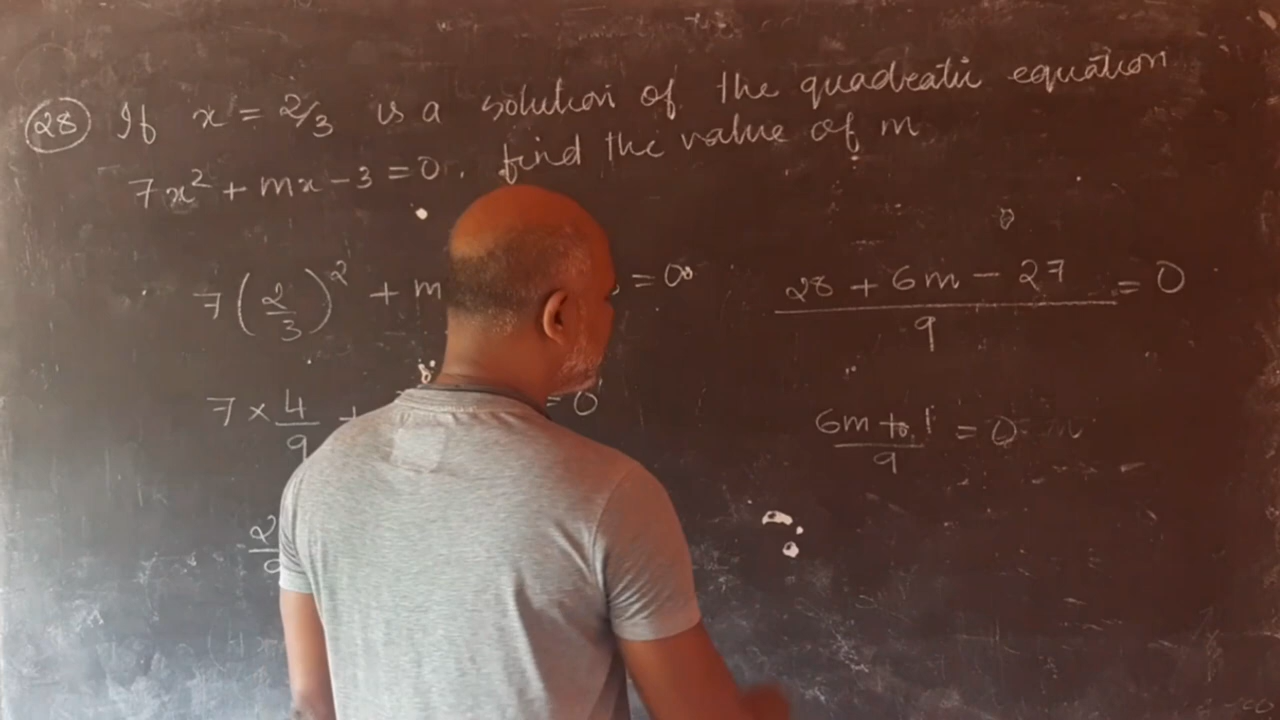 28 If x = 2/3 is a solution of the quadratic equation
7x² + mx - 3 = 0. find the value of m
7(2/3)² + m = 0
7 × 4/9 + = 0
2
(28 + 6m - 27)/9 = 0
(6m + 1)/9 = 0